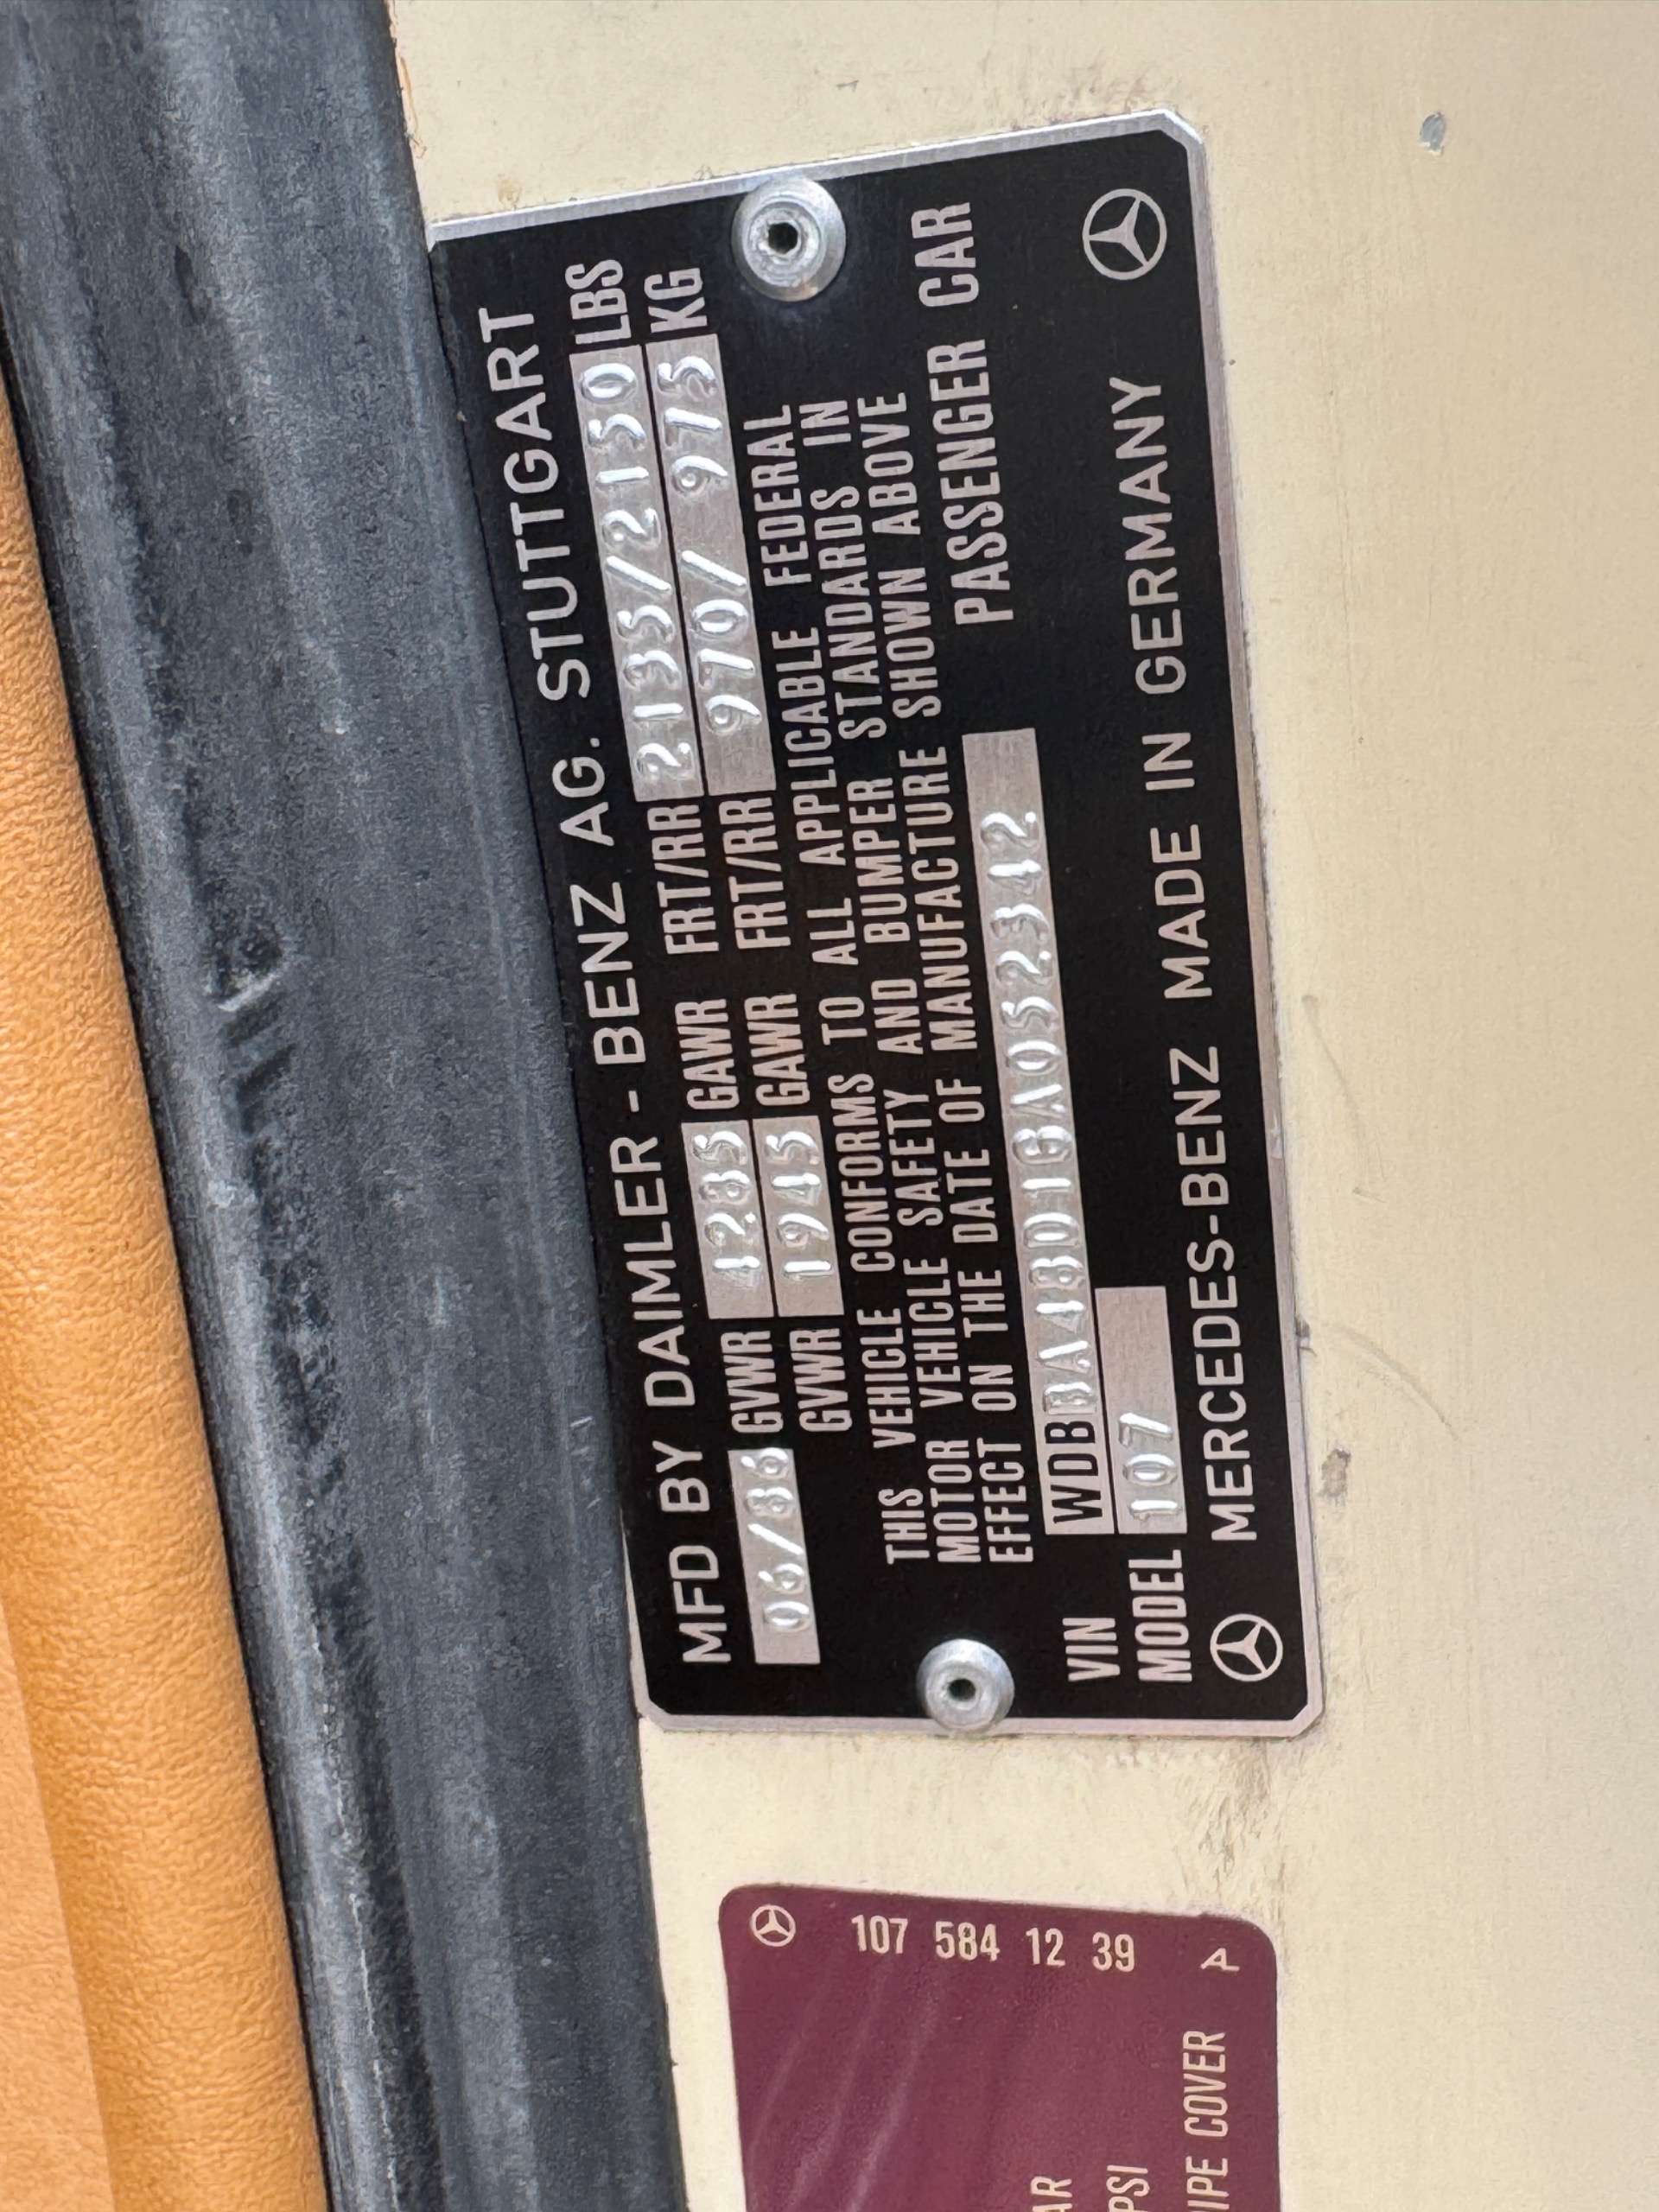 MFD BY DAIMLER-BENZ AG. STUTTGART
06/86 GVWR 4285 GAWR FRT/RR 2135/2150 LBS
GVWR 1945 GAWR FRT/RR 970/ 975 KG
THIS VEHICLE CONFORMS TO ALL APPLICABLE FEDERAL
MOTOR VEHICLE SAFETY AND BUMPER STANDARDS IN
EFFECT ON THE DATE OF MANUFACTURE SHOWN ABOVE
VIN WDBBA48D1GA052342 PASSENGER CAR
MODEL 107
MERCEDES-BENZ MADE IN GERMANY
107 584 12 39 4
PSI
COVER